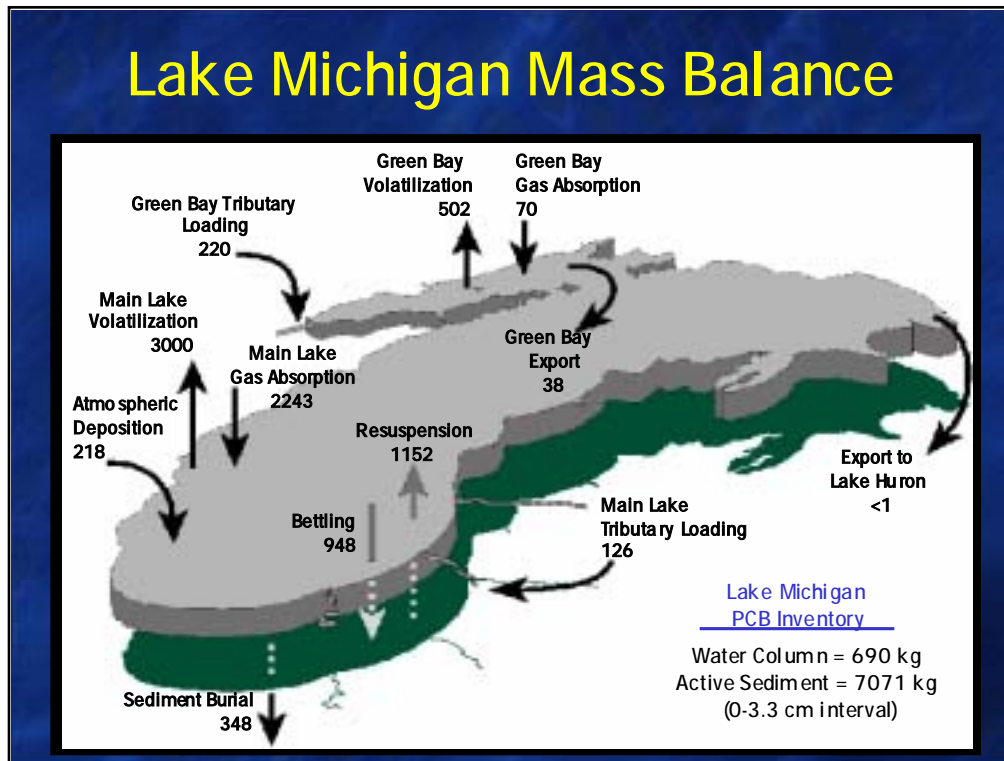 Lake Michigan Mass Balance
Green Bay
Volatilization
502
Green Bay
Gas Absorption
70
Green Bay Tributary
Loading
220
Main Lake
Volatilization
3000
Main Lake
Gas Absorption
2243
Atmospheric
Deposition
218
Resuspension
1152
Bettling
948
Green Bay
Export
38
Export to
Lake Huron
<1
Main Lake
Tributary Loading
126
Sediment Burial
348
Lake Michigan
PCB Inventory
Water Column = 690 kg
Active Sediment = 7071 kg
(0-3.3 cm interval)